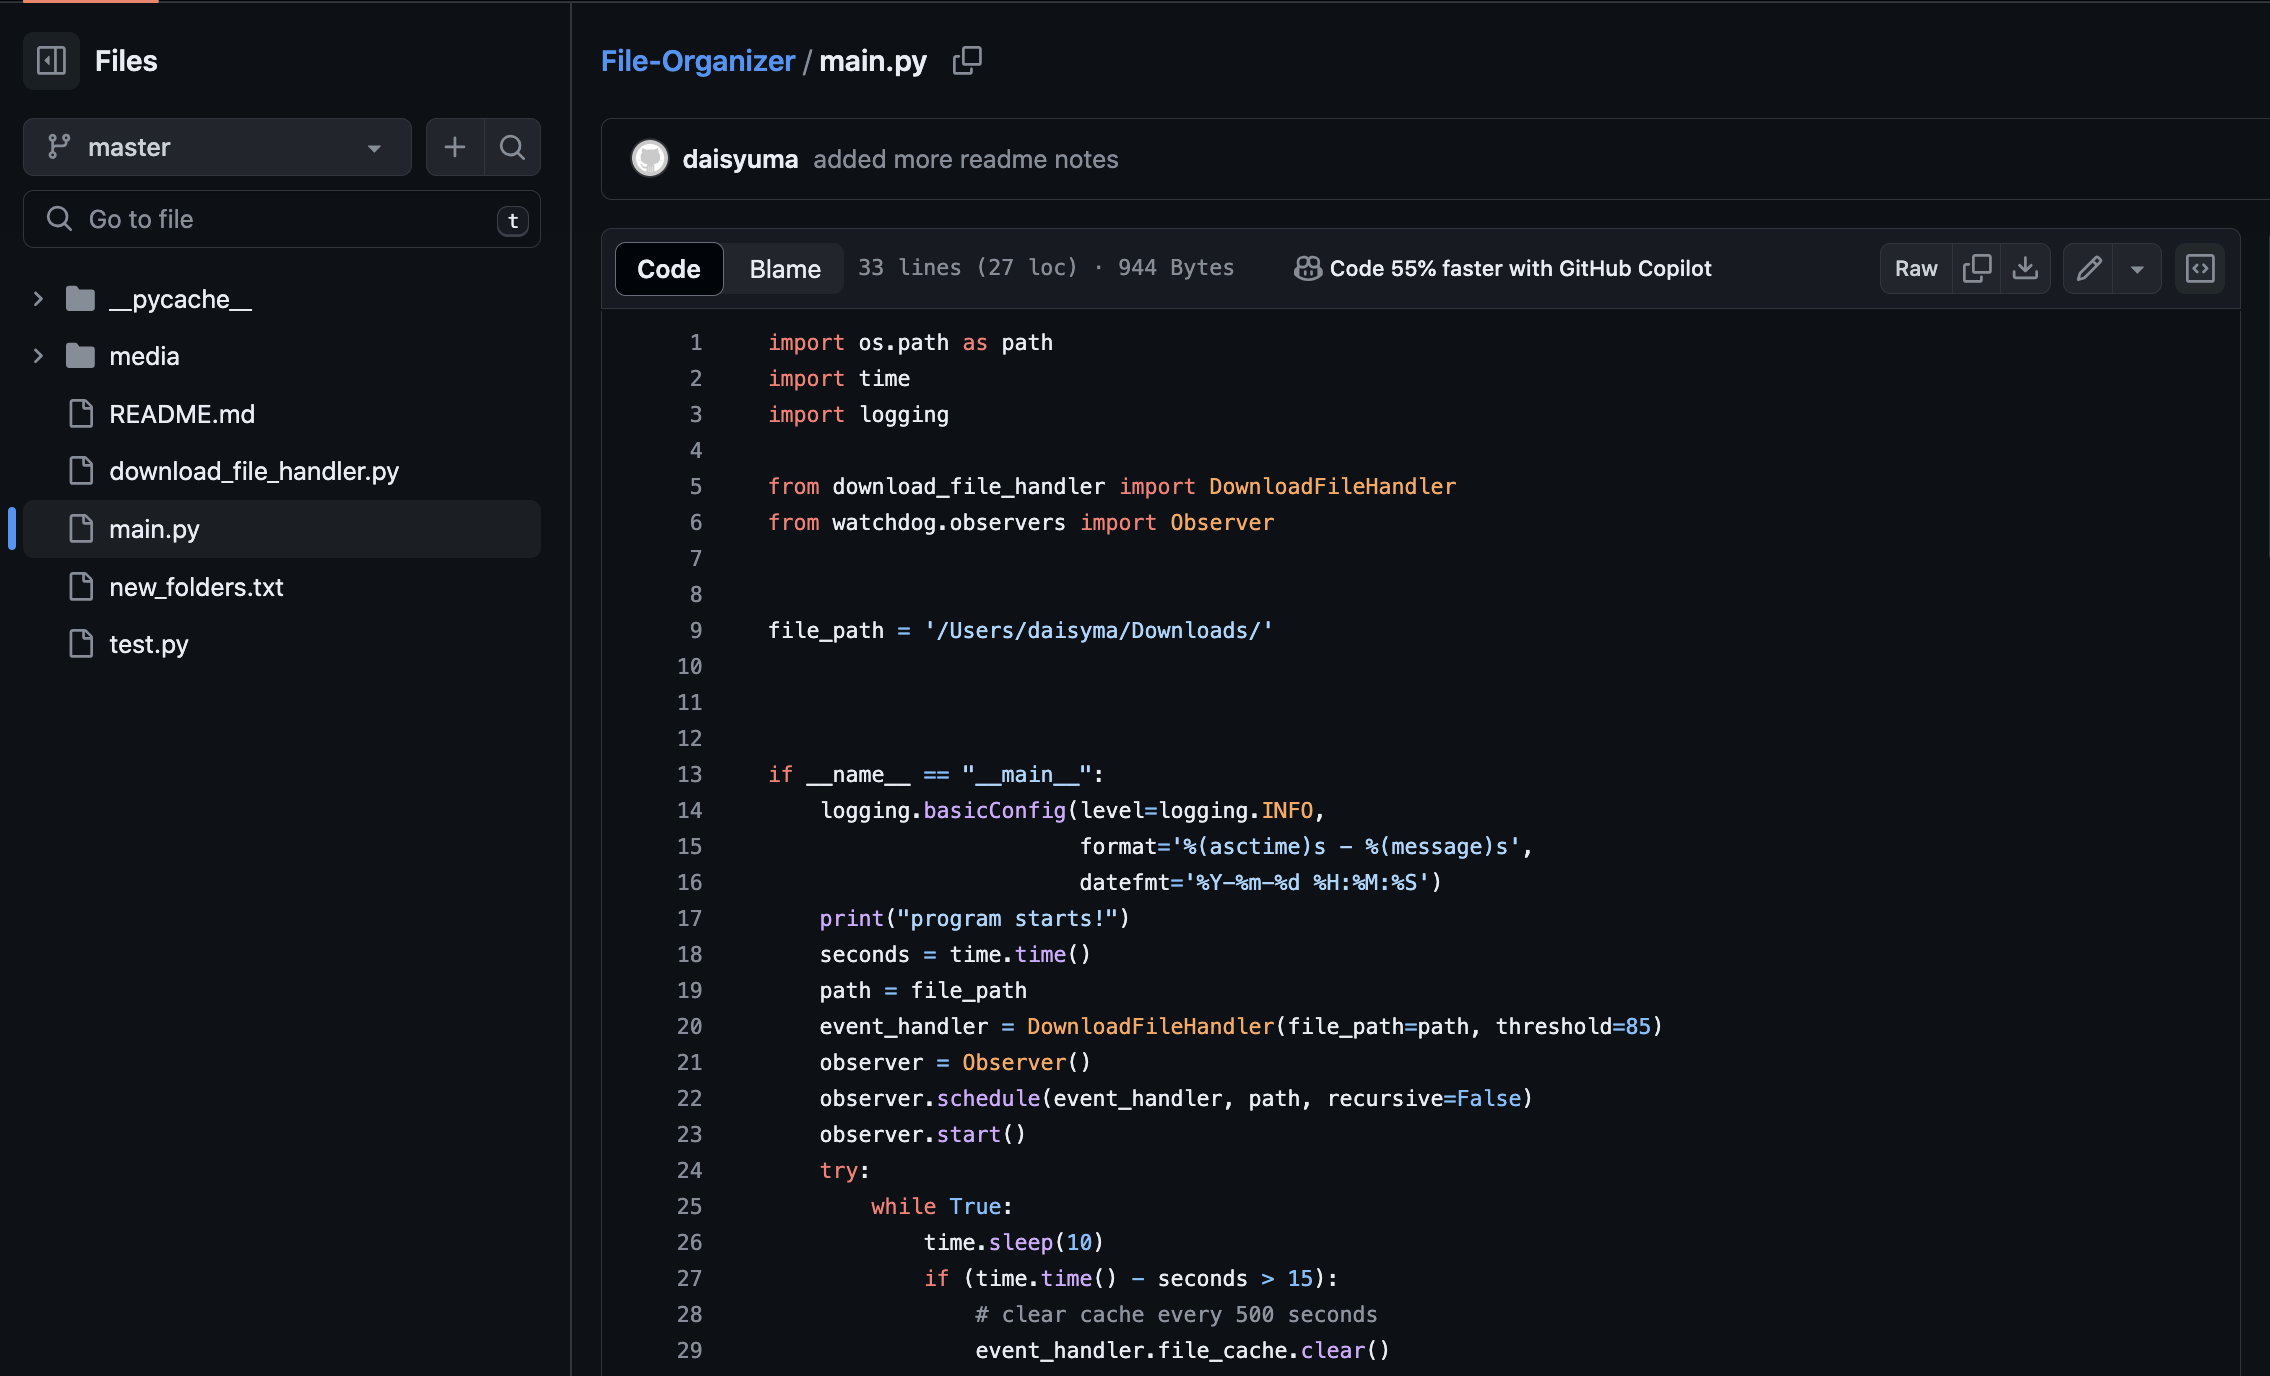 Files
master
Go to file
t
__pycache__
media
README.md
download_file_handler.py
main.py
new_folders.txt
test.py
File-Organizer / main.py
daisyuma added more readme notes
Code Blame 33 lines (27 loc) · 944 Bytes Code 55% faster with GitHub Copilot Raw
1 import os.path as path
2 import time
3 import logging
4
5 from download_file_handler import DownloadFileHandler
6 from watchdog.observers import Observer
7
8
9 file_path = '/Users/daisyma/Downloads/'
10
11
12
13 if __name__ == "__main__":
14     logging.basicConfig(level=logging.INFO,
15                         format='%(asctime)s - %(message)s',
16                         datefmt='%Y-%m-%d %H:%M:%S')
17     print("program starts!")
18     seconds = time.time()
19     path = file_path
20     event_handler = DownloadFileHandler(file_path=path, threshold=85)
21     observer = Observer()
22     observer.schedule(event_handler, path, recursive=False)
23     observer.start()
24     try:
25         while True:
26             time.sleep(10)
27             if (time.time() - seconds > 15):
28                 # clear cache every 500 seconds
29                 event_handler.file_cache.clear()